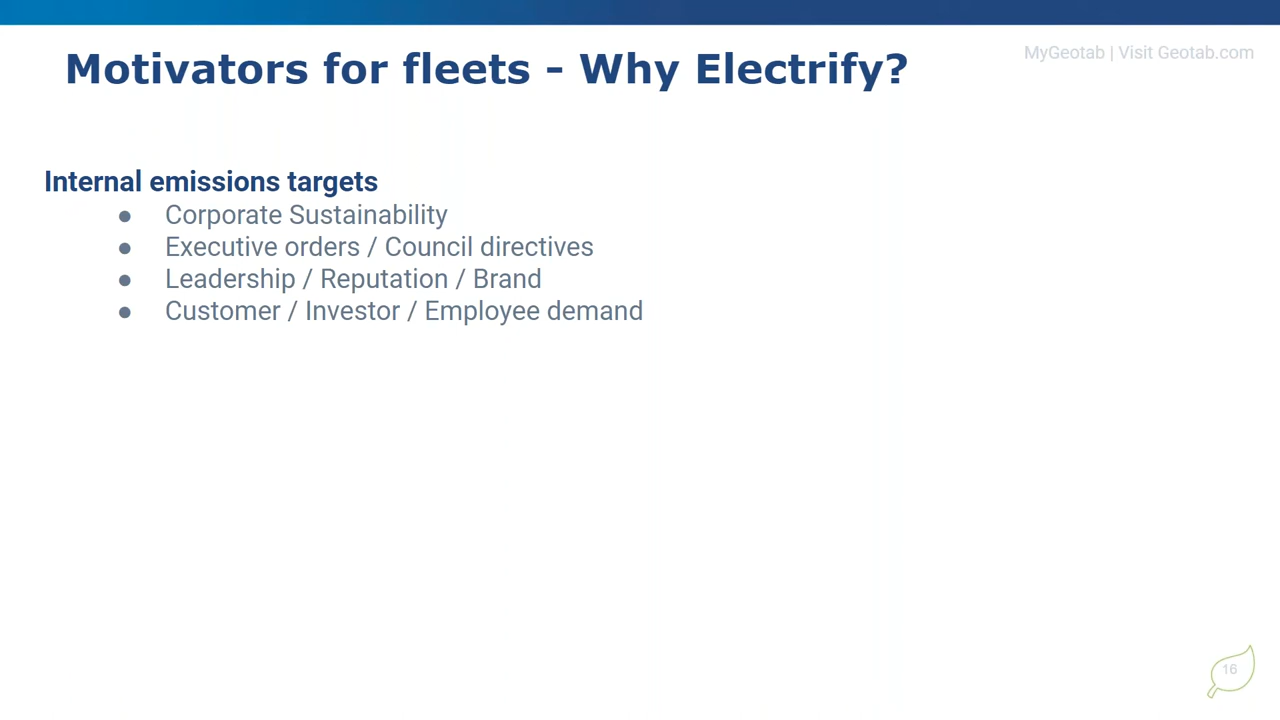 Motivators for fleets - Why Electrify?
MyGeotab | Visit Geotab.com
Internal emissions targets
● Corporate Sustainability
● Executive orders / Council directives
● Leadership / Reputation / Brand
● Customer / Investor / Employee demand
16